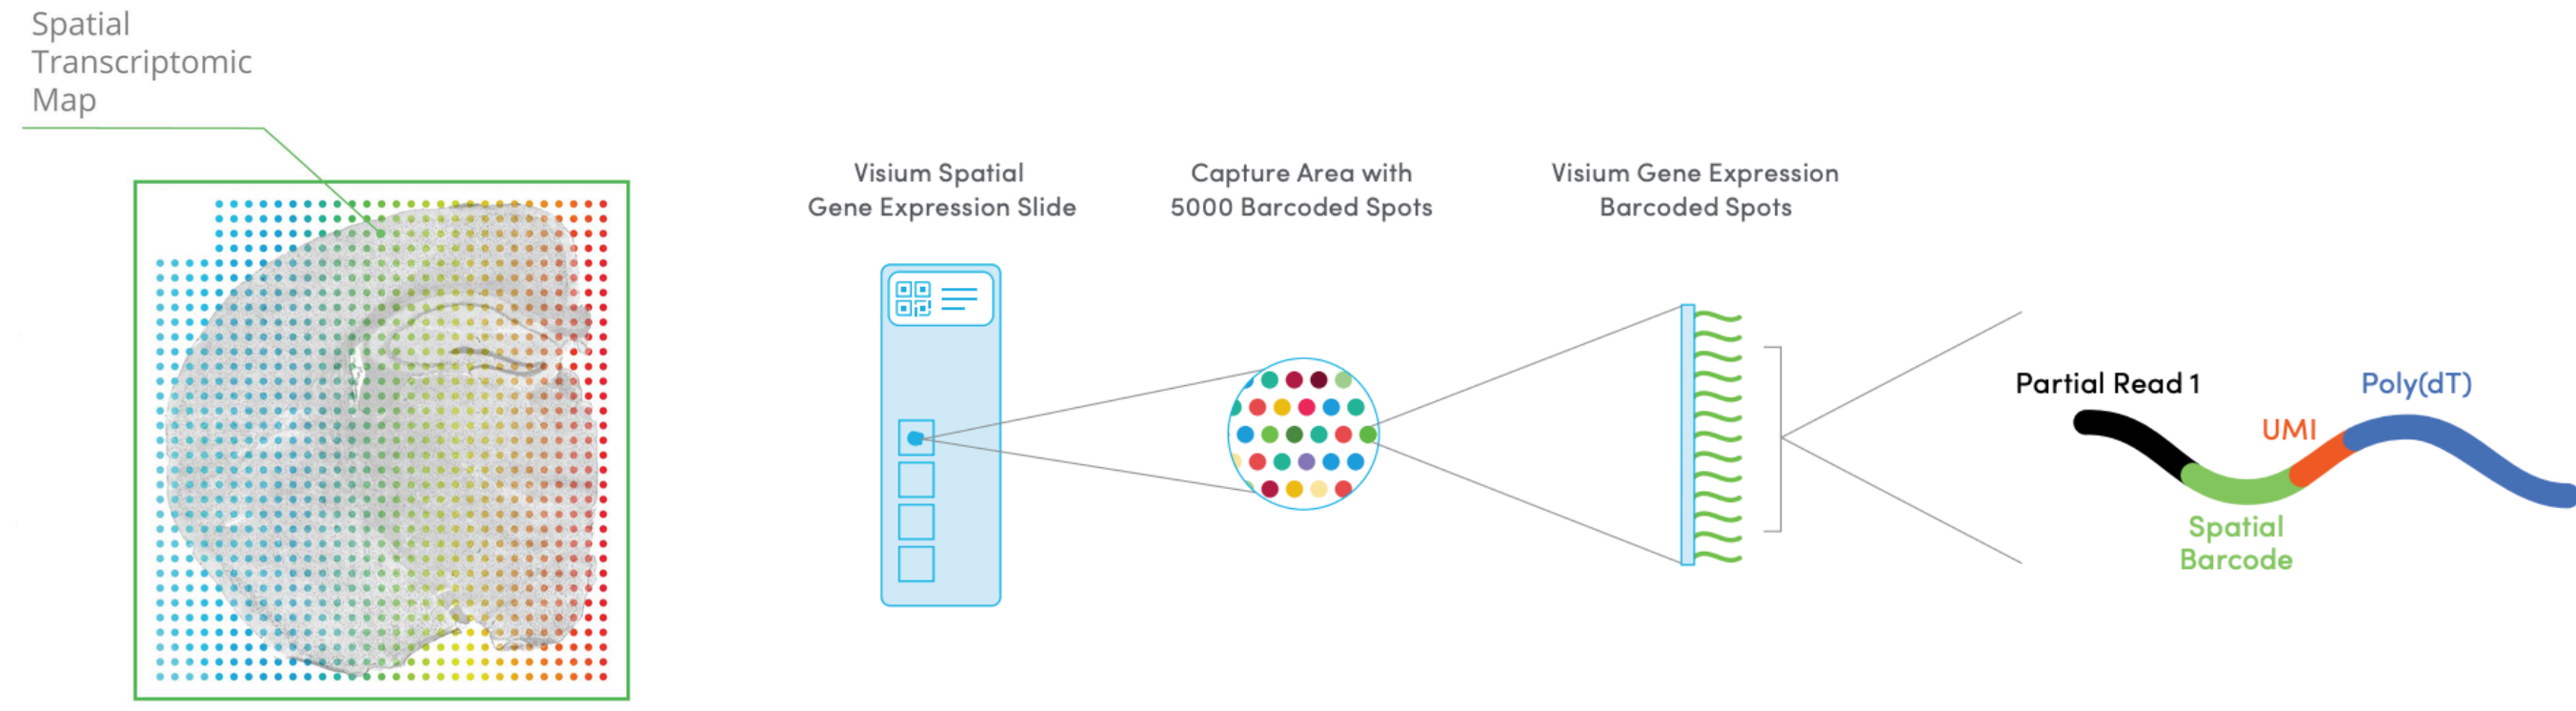 Spatial
Transcriptomic
Map
Visium Spatial
Gene Expression Slide
Capture Area with
5000 Barcoded Spots
Visium Gene Expression
Barcoded Spots
Partial Read 1
Poly(dT)
UMI
Spatial
Barcode